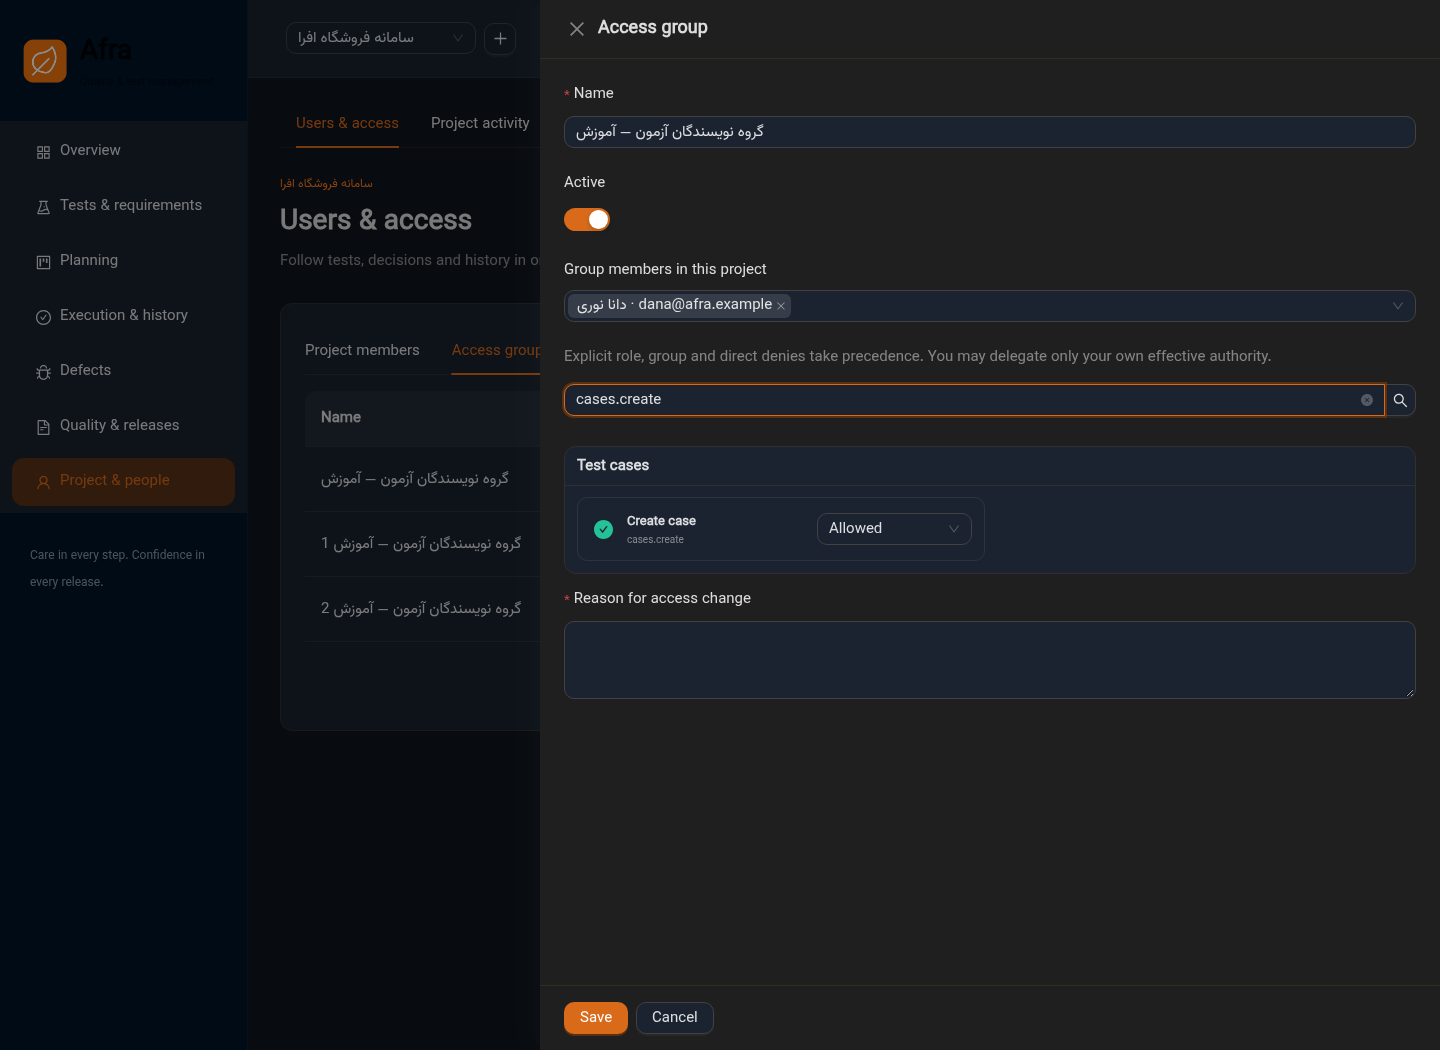 Afra
سامانه فروشگاه افرا
Overview
Tests & requirements
Planning
Execution & history
Defects
Quality & releases
Project & people
Care in every step. Confidence in
every release.
Users & access
Project activity
سامانه فروشگاه افرا
Users & access
Follow tests, decisions and history in o
Project members
Access group
Name
گروه نویسندگان آزمون — آموزش
گروه نویسندگان آزمون — آموزش 1
گروه نویسندگان آزمون — آموزش 2
Access group
* Name
گروه نویسندگان آزمون — آموزش
Active
Group members in this project
دانا نوری · dana@afra.example
Explicit role, group and direct denies take precedence. You may delegate only your own effective authority.
cases.create
Test cases
Create case
cases.create
Allowed
* Reason for access change
Save
Cancel